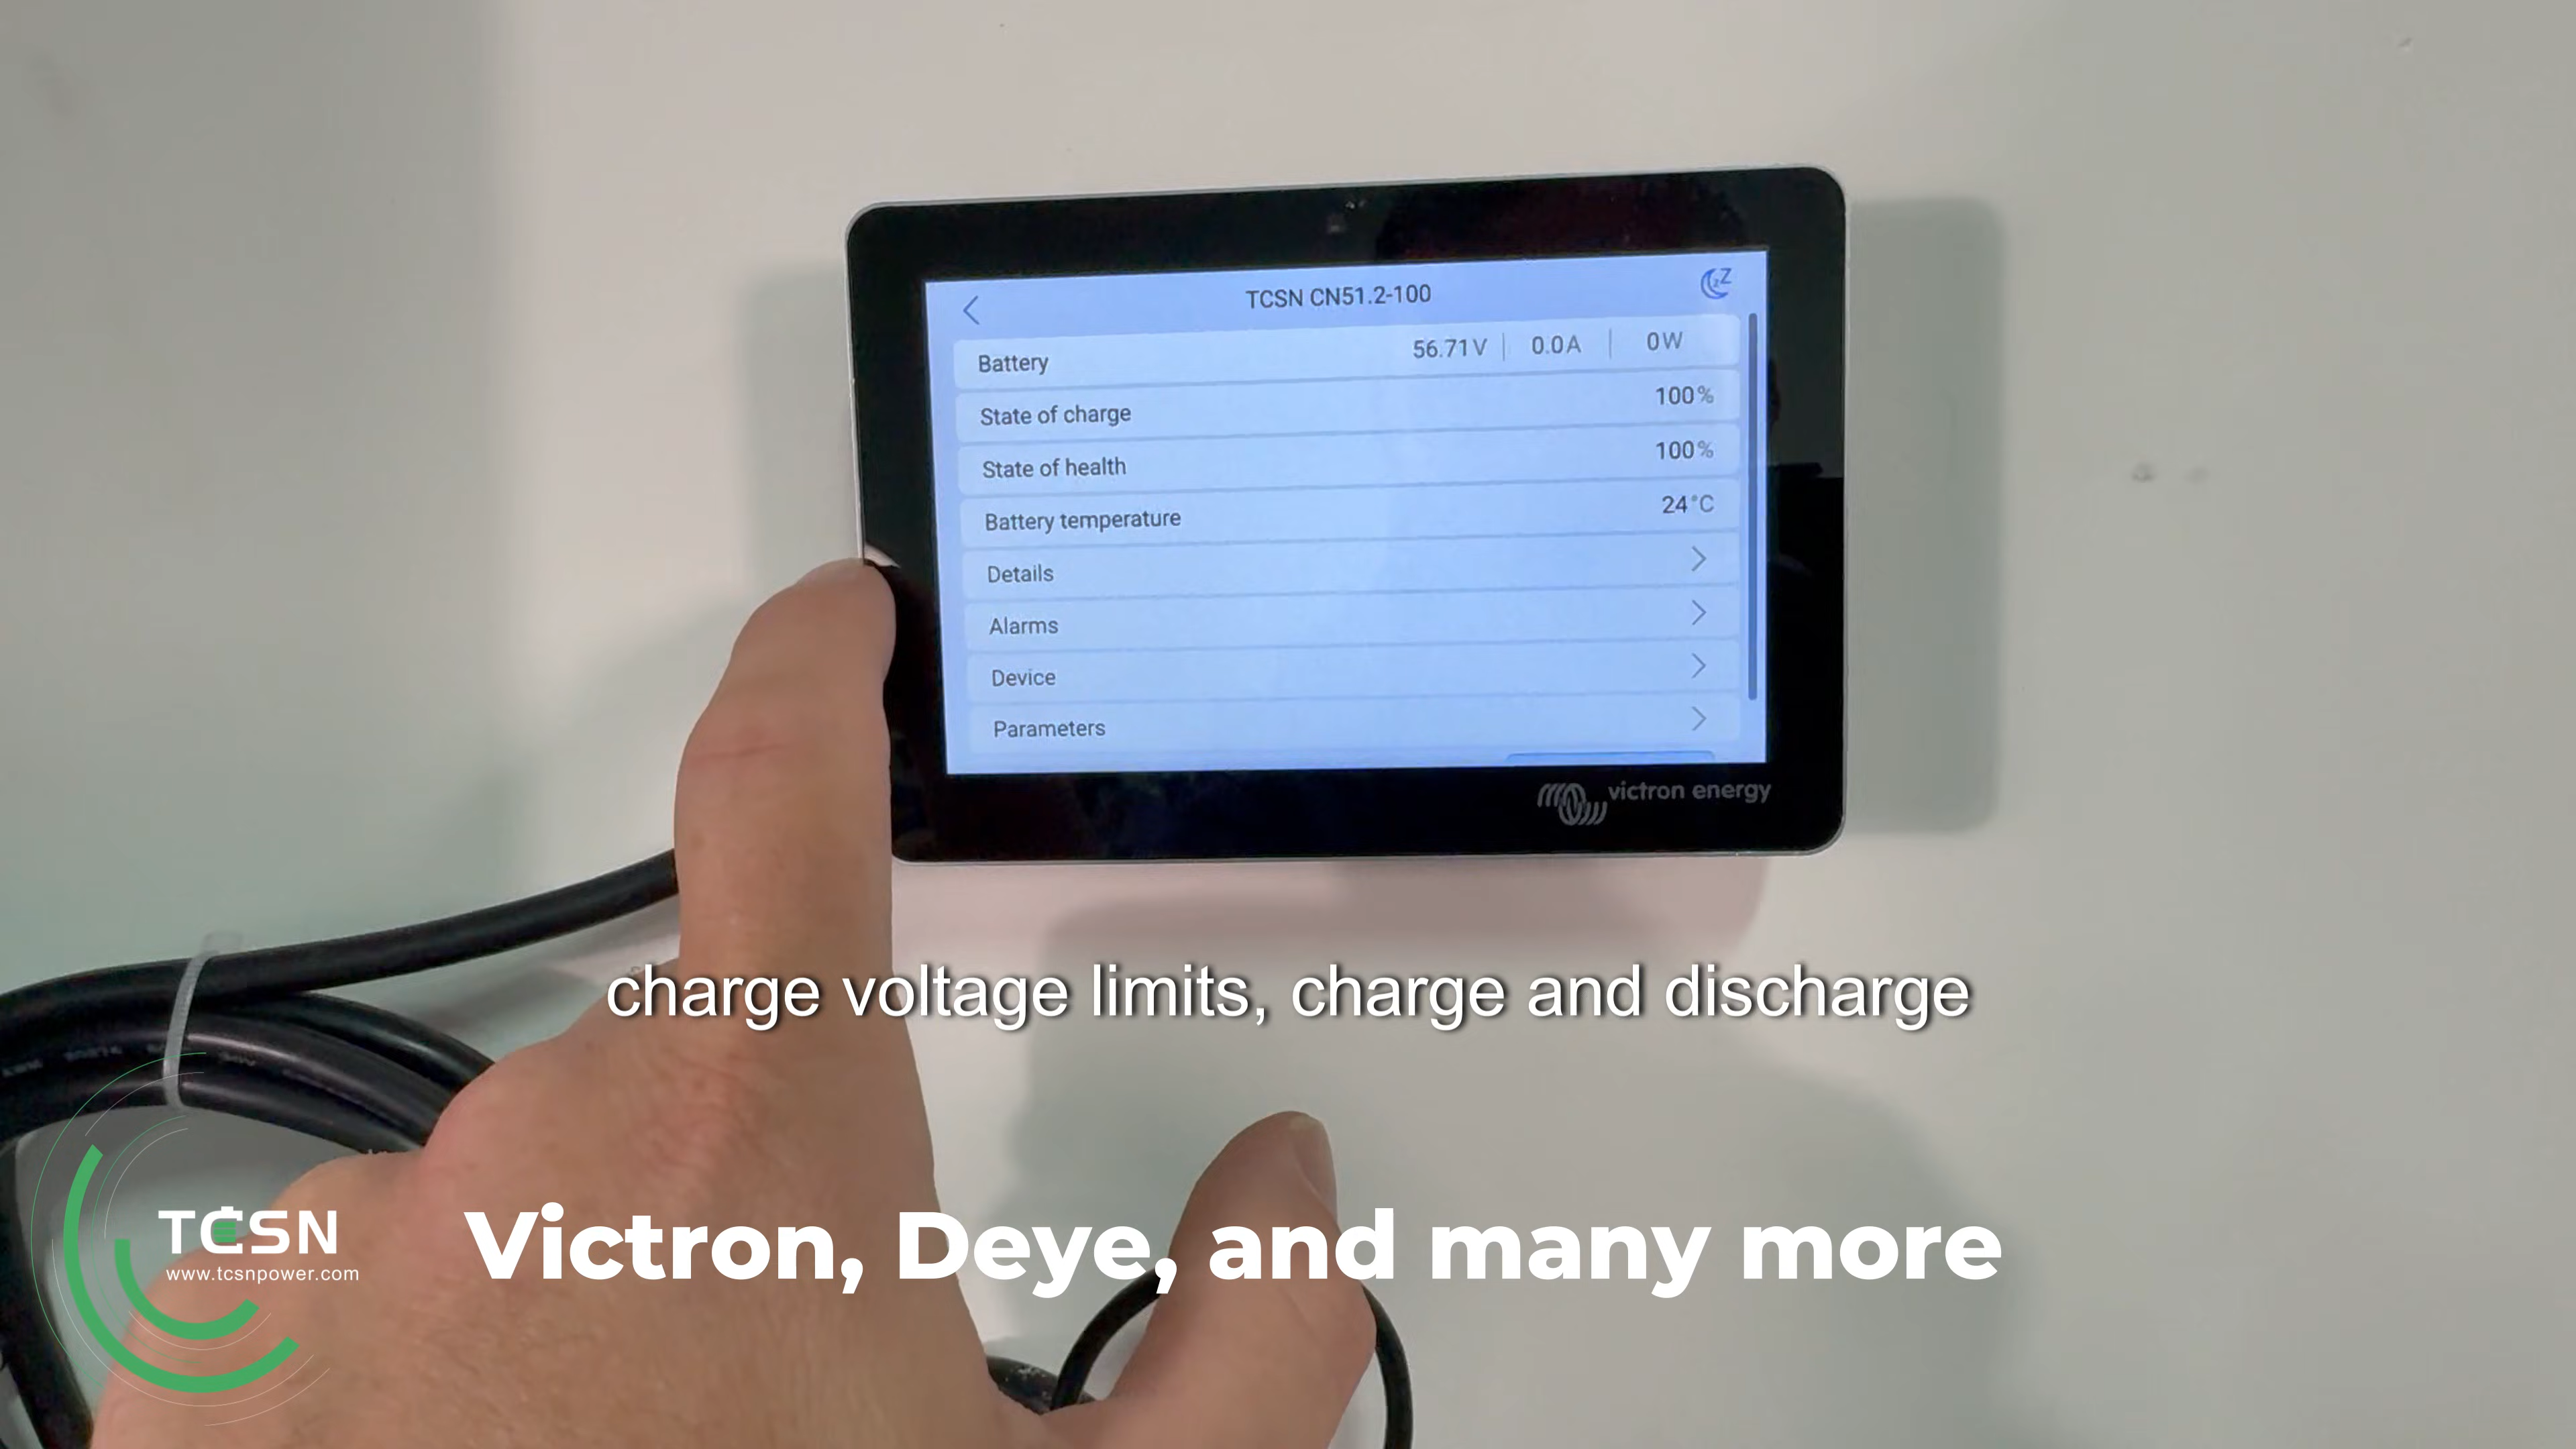 TCSN CN51.2-100
Battery 56.71V 0.0A 0W
State of charge 100%
State of health 100%
Battery temperature 24°C
Details
Alarms
Device
Parameters
victron energy
charge voltage limits, charge and discharge
TCSN
www.tcsnpower.com
Victron, Deye, and many more